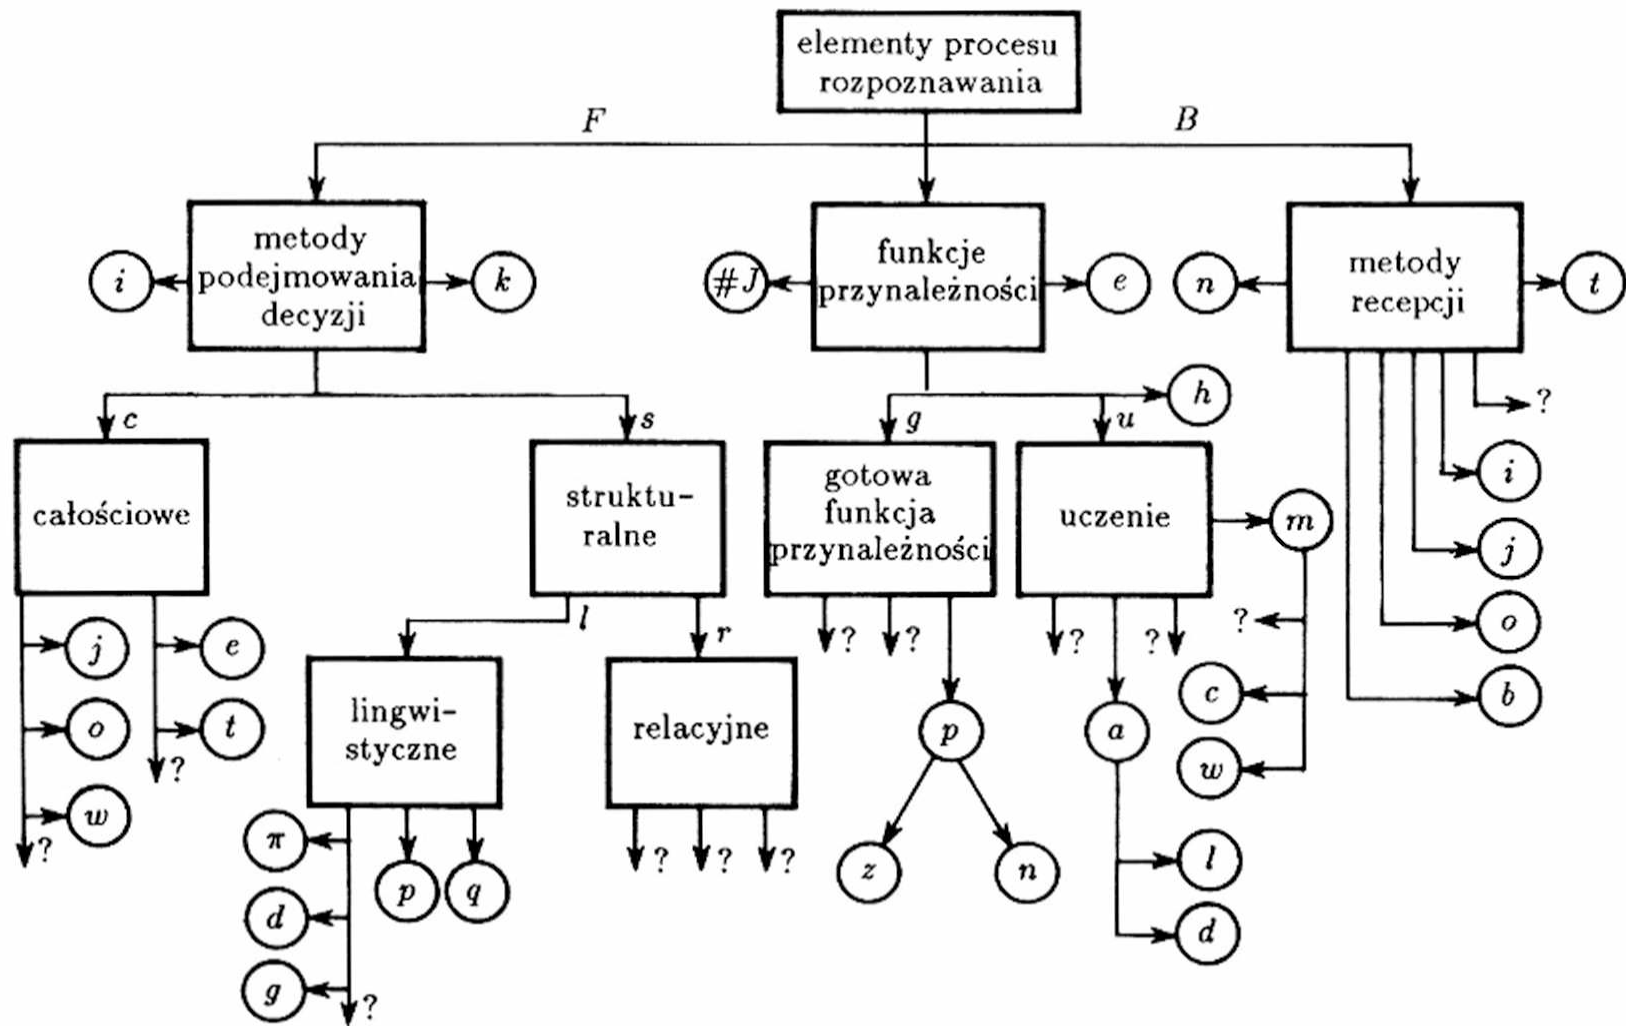 elementy procesu
rozpoznawania
F
B
metody
podejmowania
decyzji
i
k
funkcje
przynależności
#J
e
metody
recepcji
n
t
h
?
c
s
g
u
całościowe
struktu-
ralne
gotowa
funkcja
przynależności
uczenie
m
i
j
o
b
j
e
o
t
?
w
?
l
r
lingwi-
styczne
relacyjne
?
?
?
?
?
c
w
p
a
z
n
l
d
π
p
q
d
g
?
?
?
?